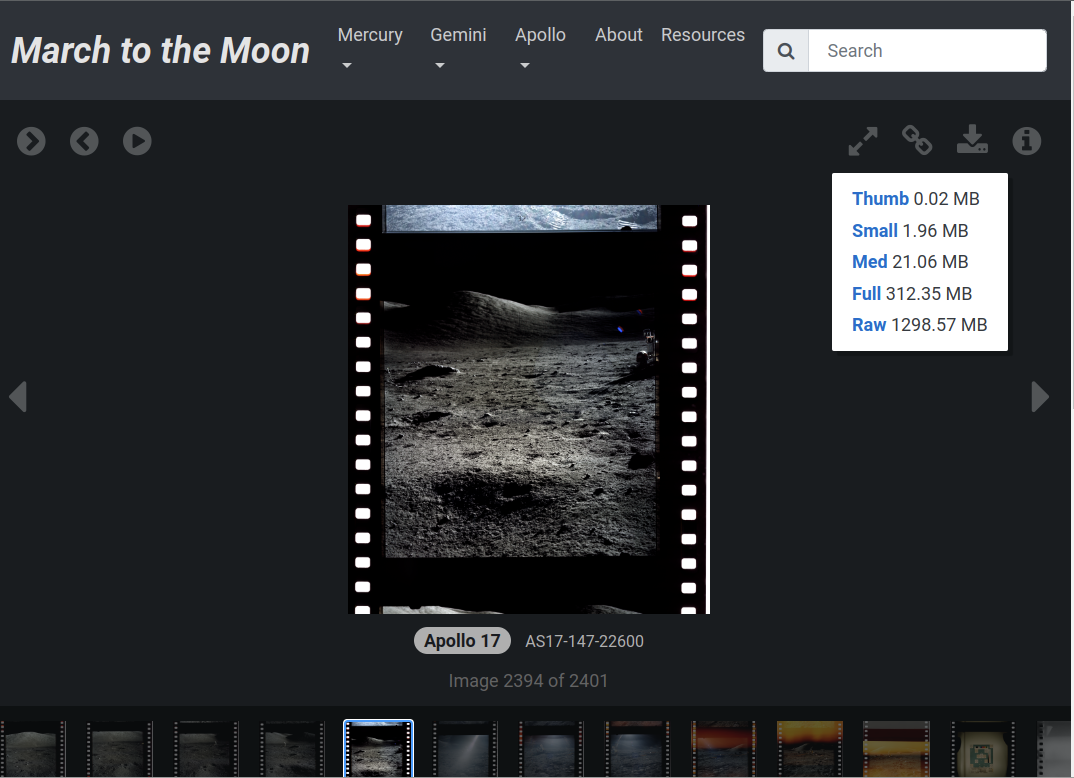 March to the Moon
Mercury
Gemini
Apollo
About
Resources
Search
Thumb 0.02 MB
Small 1.96 MB
Med 21.06 MB
Full 312.35 MB
Raw 1298.57 MB
Apollo 17 AS17-147-22600
Image 2394 of 2401